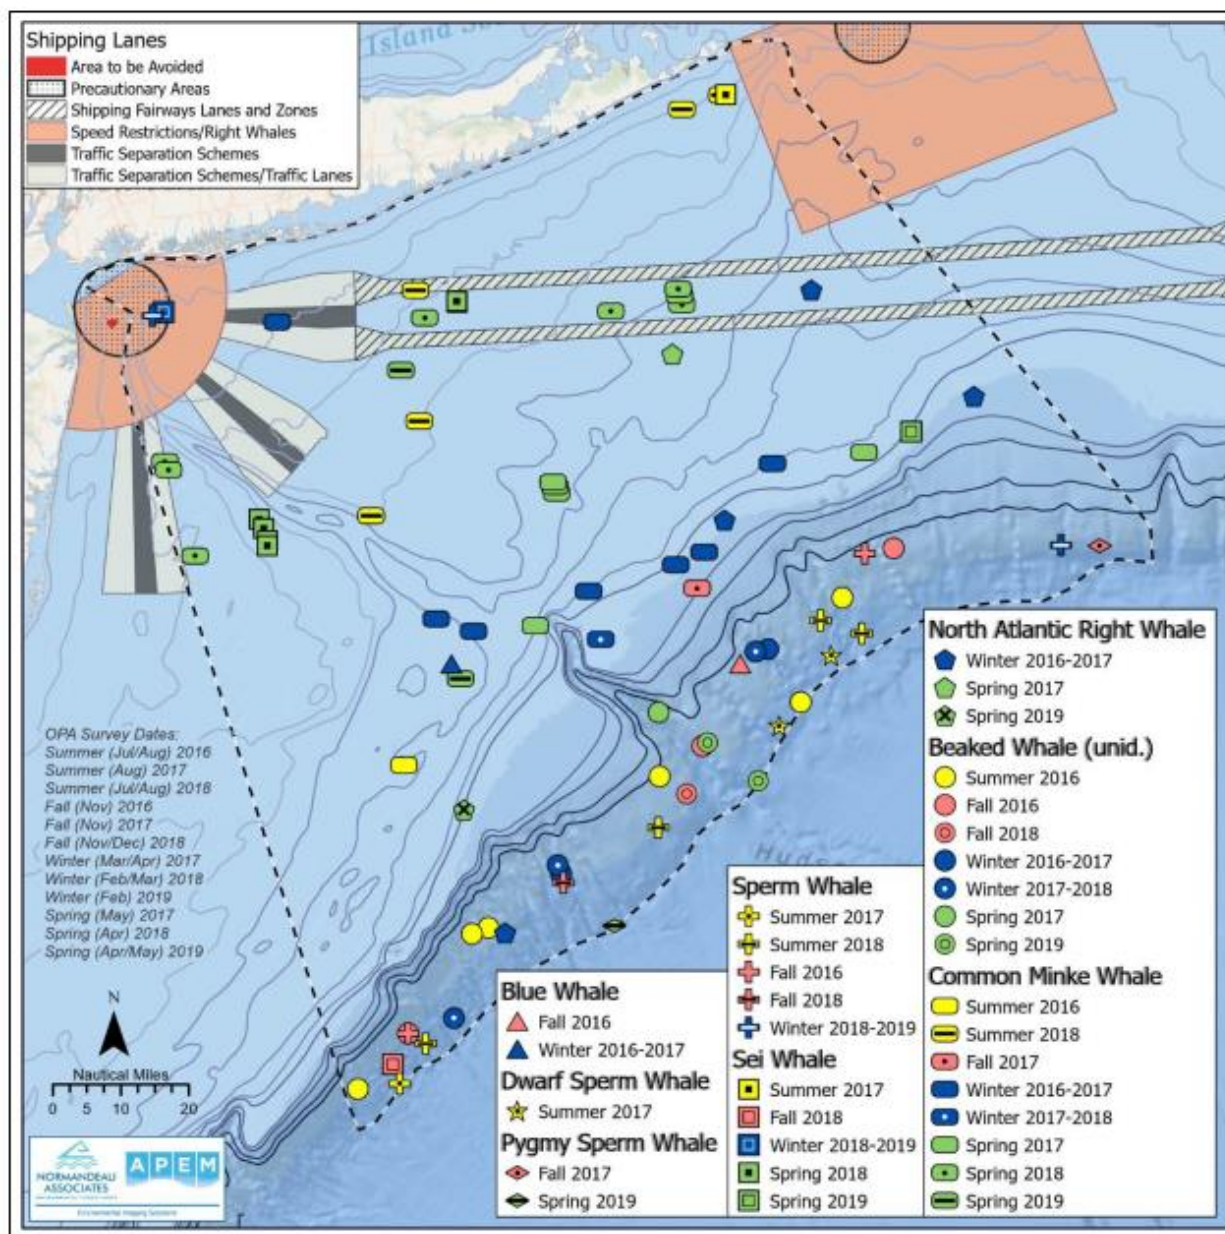 Shipping Lanes
Area to be Avoided
Precautionary Areas
Shipping Fairways Lanes and Zones
Speed Restrictions/Right Whales
Traffic Separation Schemes
Traffic Separation Schemes/Traffic Lanes
Island
OPA Survey Dates:
Summer (Jul/Aug) 2016
Summer (Aug) 2017
Summer (Jul/Aug) 2018
Fall (Nov) 2016
Fall (Nov) 2017
Fall (Nov/Dec) 2018
Winter (Mar/Apr) 2017
Winter (Feb/Mar) 2018
Winter (Feb) 2019
Spring (May) 2017
Spring (Apr) 2018
Spring (Apr/May) 2019
N
Nautical Miles
0 5 10 20
NORMANDEAU
ASSOCIATES
APEM
Blue Whale
Fall 2016
Winter 2016-2017
Dwarf Sperm Whale
Summer 2017
Pygmy Sperm Whale
Fall 2017
Spring 2019
Sperm Whale
Summer 2017
Summer 2018
Fall 2016
Fall 2018
Winter 2018-2019
Sei Whale
Summer 2017
Fall 2018
Winter 2018-2019
Spring 2018
Spring 2019
North Atlantic Right Whale
Winter 2016-2017
Spring 2017
Spring 2019
Beaked Whale (unid.)
Summer 2016
Fall 2016
Fall 2018
Winter 2016-2017
Winter 2017-2018
Spring 2017
Spring 2019
Common Minke Whale
Summer 2016
Summer 2018
Fall 2017
Winter 2016-2017
Winter 2017-2018
Spring 2017
Spring 2018
Spring 2019